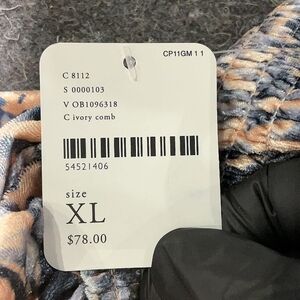 CP11GM 1 1
C 8112
S 0000103
V OB1096318
C ivory comb
54521406
size
XL
$78.00